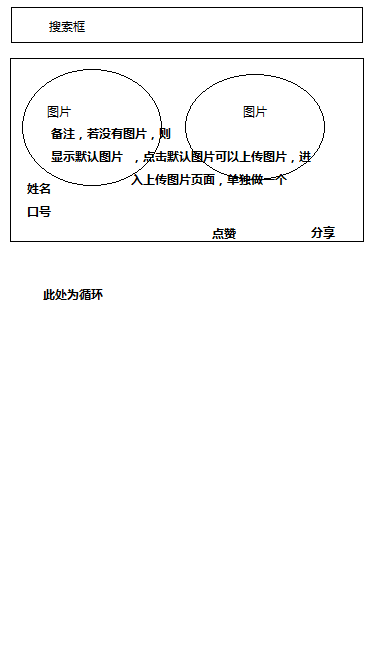 搜索框
图片
图片
备注，若没有图片，则
显示默认图片 ，点击默认图片可以上传图片，进
入上传图片页面，单独做一个
姓名
口号
点赞
分享
此处为循环